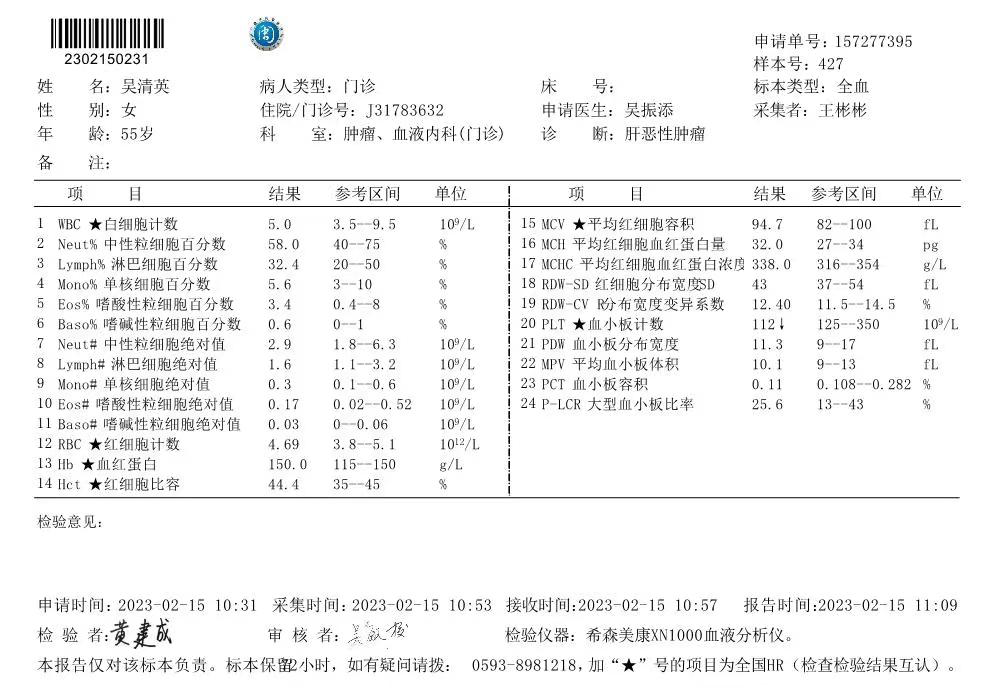 2302150231
申请单号：157277395
样本号：427
姓 名：吴清英 病人类型：门诊 床 号： 标本类型：全血
性 别：女 住院/门诊号：J31783632 申请医生：吴振添 采集者：王彬彬
年 龄：55岁 科 室：肿瘤、血液内科(门诊) 诊 断：肝恶性肿瘤
备 注：
项 目 结果 参考区间 单位 项 目 结果 参考区间 单位
1 WBC ★白细胞计数 5.0 3.5--9.5 10⁹/L 15 MCV ★平均红细胞容积 94.7 82--100 fL
2 Neut% 中性粒细胞百分数 58.0 40--75 % 16 MCH 平均红细胞血红蛋白量 32.0 27--34 pg
3 Lymph% 淋巴细胞百分数 32.4 20--50 % 17 MCHC 平均红细胞血红蛋白浓度 338.0 316--354 g/L
4 Mono% 单核细胞百分数 5.6 3--10 % 18 RDW-SD 红细胞分布宽度SD 43 37--54 fL
5 Eos% 嗜酸性粒细胞百分数 3.4 0.4--8 % 19 RDW-CV R分布宽度变异系数 12.40 11.5--14.5 %
6 Baso% 嗜碱性粒细胞百分数 0.6 0--1 % 20 PLT ★血小板计数 112↓ 125--350 10⁹/L
7 Neut# 中性粒细胞绝对值 2.9 1.8--6.3 10⁹/L 21 PDW 血小板分布宽度 11.3 9--17 fL
8 Lymph# 淋巴细胞绝对值 1.6 1.1--3.2 10⁹/L 22 MPV 平均血小板体积 10.1 9--13 fL
9 Mono# 单核细胞绝对值 0.3 0.1--0.6 10⁹/L 23 PCT 血小板容积 0.11 0.108--0.282 %
10 Eos# 嗜酸性粒细胞绝对值 0.17 0.02--0.52 10⁹/L 24 P-LCR 大型血小板比率 25.6 13--43 %
11 Baso# 嗜碱性粒细胞绝对值 0.03 0--0.06 10⁹/L
12 RBC ★红细胞计数 4.69 3.8--5.1 10¹²/L
13 Hb ★血红蛋白 150.0 115--150 g/L
14 Hct ★红细胞比容 44.4 35--45 %
检验意见：
申请时间：2023-02-15 10:31 采集时间：2023-02-15 10:53 接收时间:2023-02-15 10:57 报告时间:2023-02-15 11:09
检 验 者:黄建成 审 核 者: 检验仪器：希森美康XN1000血液分析仪。
本报告仅对该标本负责。标本保留2小时，如有疑问请拨： 0593-8981218,加“★”号的项目为全国HR（检查检验结果互认）。